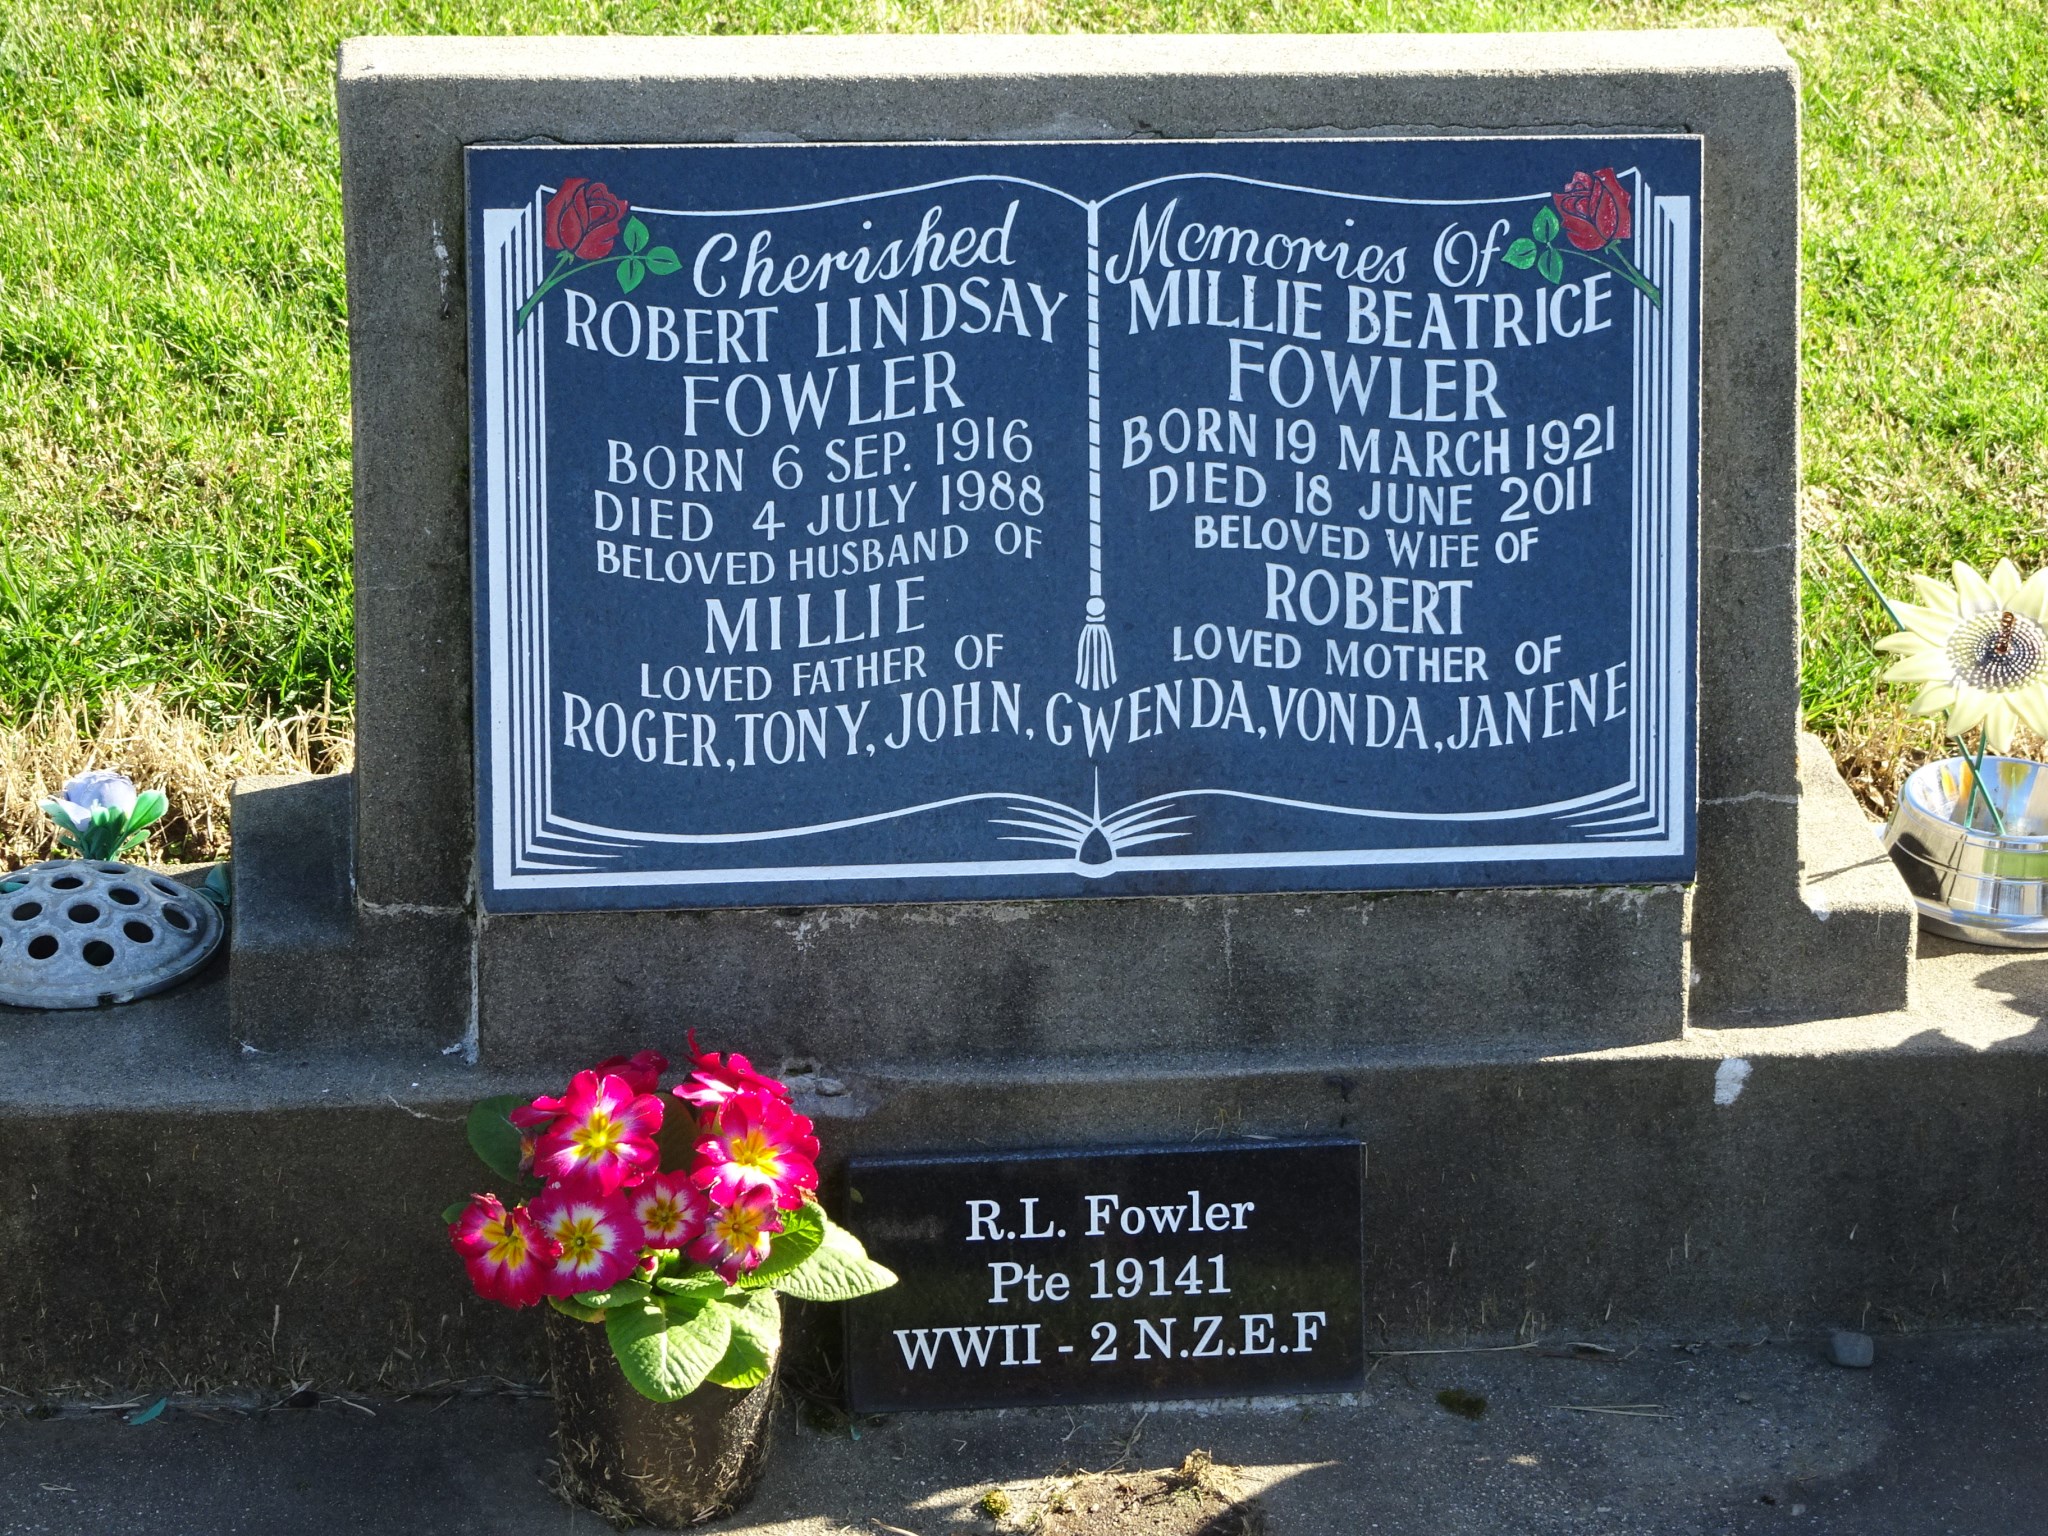 Cherished
ROBERT LINDSAY
FOWLER
BORN 6 SEP. 1916
DIED 4 JULY 1988
BELOVED HUSBAND OF
MILLIE
LOVED FATHER OF
Memories Of
MILLIE BEATRICE
FOWLER
BORN 19 MARCH 1921
DIED 18 JUNE 2011
BELOVED WIFE OF
ROBERT
LOVED MOTHER OF
ROGER, TONY, JOHN, GWENDA, VONDA, JANENE
R.L. Fowler
Pte 19141
WWII - 2 N.Z.E.F